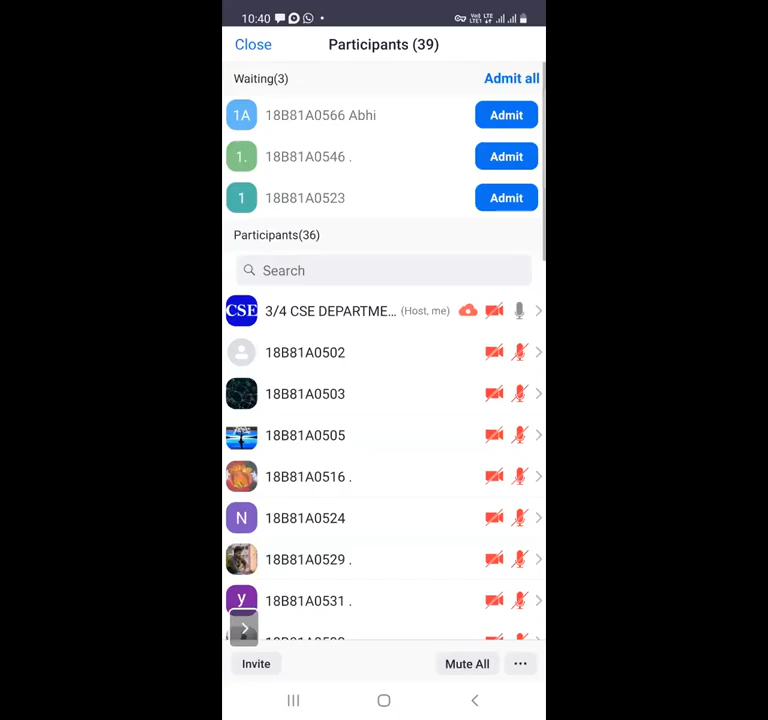 10:40
Close Participants (39)
Waiting(3) Admit all
1A 18B81A0566 Abhi Admit
1. 18B81A0546 . Admit
1 18B81A0523 Admit
Participants(36)
Search
CSE 3/4 CSE DEPARTME... (Host, me)
18B81A0502
18B81A0503
18B81A0505
18B81A0516 .
N 18B81A0524
18B81A0529 .
y 18B81A0531 .
Invite Mute All